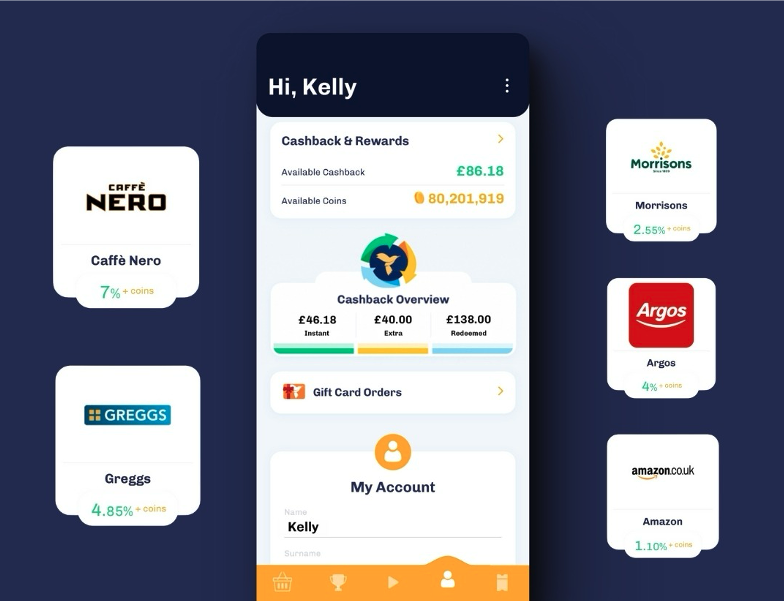 Hi, Kelly
Cashback & Rewards
Available Cashback £86.18
Available Coins 80,201,919
Cashback Overview
£46.18 £40.00 £138.00
Instant Extra Redeemed
Gift Card Orders
My Account
Name
Kelly
Surname
CAFFÈ
NERO
Caffè Nero
7% + coins
GREGGS
Greggs
4.85% + coins
Morrisons
Since 1899
Morrisons
2.55% + coins
Argos
Argos
4% + coins
amazon.co.uk
Amazon
1.10% + coins